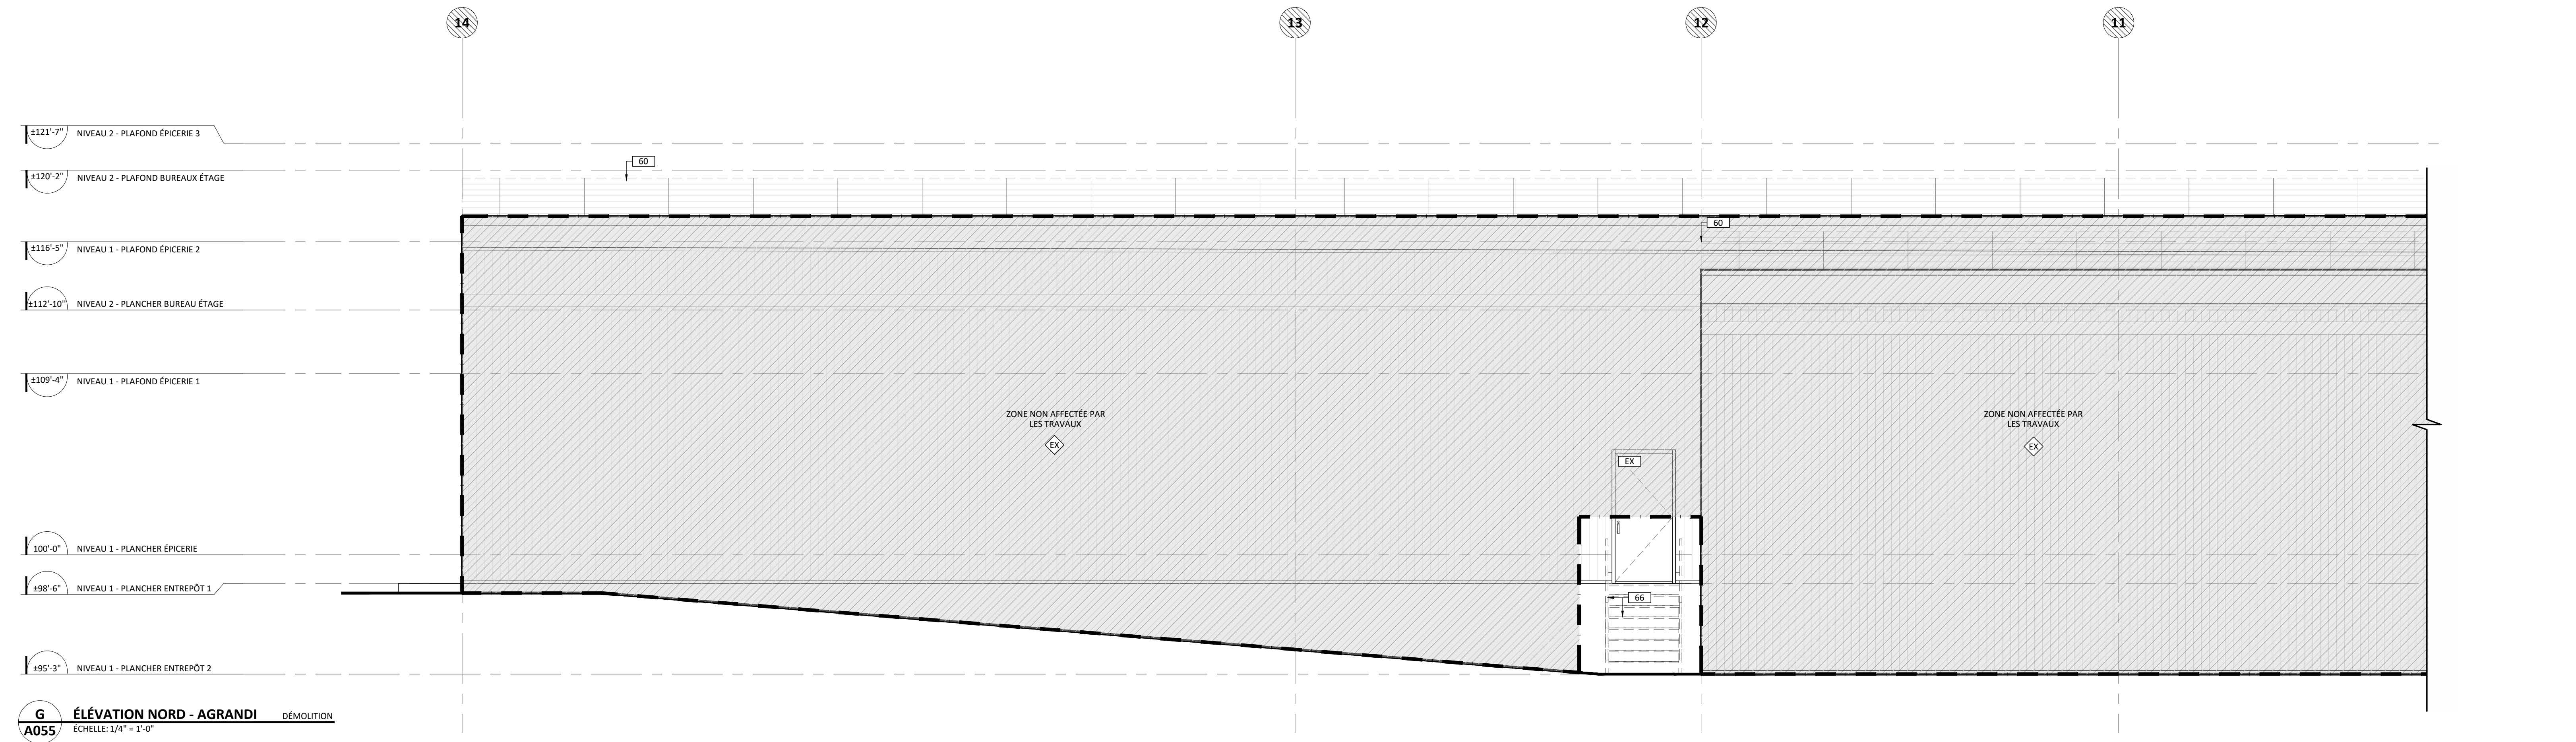 14
13
12
11
±121'-7" NIVEAU 2 - PLAFOND ÉPICERIE 3
60
±120'-2" NIVEAU 2 - PLAFOND BUREAUX ÉTAGE
60
±116'-5" NIVEAU 1 - PLAFOND ÉPICERIE 2
±112'-10" NIVEAU 2 - PLANCHER BUREAU ÉTAGE
±109'-4" NIVEAU 1 - PLAFOND ÉPICERIE 1
ZONE NON AFFECTÉE PAR
LES TRAVAUX
EX
ZONE NON AFFECTÉE PAR
LES TRAVAUX
EX
EX
100'-0" NIVEAU 1 - PLANCHER ÉPICERIE
±98'-6" NIVEAU 1 - PLANCHER ENTREPÔT 1
66
±95'-3" NIVEAU 1 - PLANCHER ENTREPÔT 2
G
A055
ÉLÉVATION NORD - AGRANDI DÉMOLITION
ÉCHELLE: 1/4" = 1'-0"